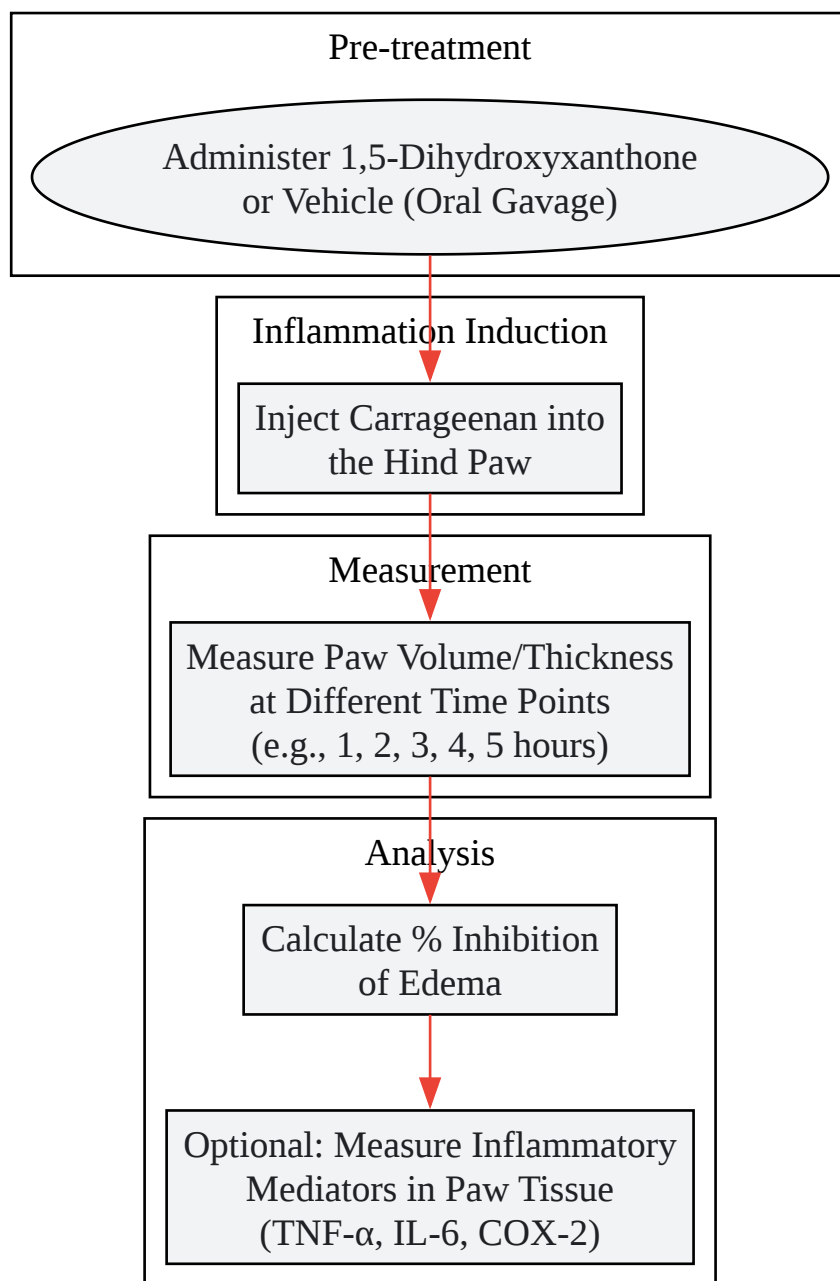 Pre-treatment
Administer 1,5-Dihydroxyxanthone
or Vehicle (Oral Gavage)
Inflammation Induction
Inject Carrageenan into
the Hind Paw
Measurement
Measure Paw Volume/Thickness
at Different Time Points
(e.g., 1, 2, 3, 4, 5 hours)
Analysis
Calculate % Inhibition
of Edema
Optional: Measure Inflammatory
Mediators in Paw Tissue
(TNF-α, IL-6, COX-2)